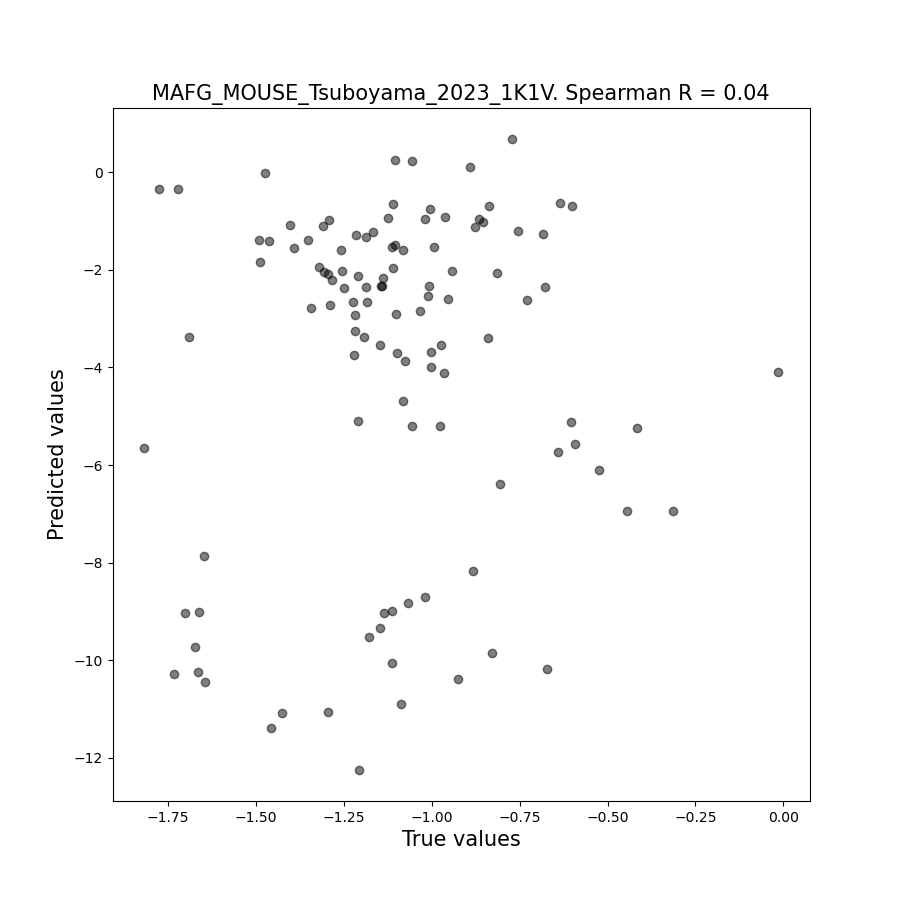 MAFG_MOUSE_Tsuboyama_2023_1K1V. Spearman R = 0.04
0
−2
−4
−6
−8
−10
−12
Predicted values
−1.75 −1.50 −1.25 −1.00 −0.75 −0.50 −0.25 0.00
True values